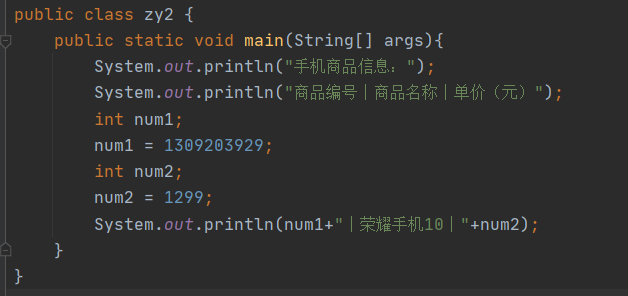 public class zy2 {
    public static void main(String[] args){
        System.out.println("手机商品信息：");
        System.out.println("商品编号｜商品名称｜单价（元）");
        int num1;
        num1 = 1309203929;
        int num2;
        num2 = 1299;
        System.out.println(num1+"｜荣耀手机10｜"+num2);
    }
}